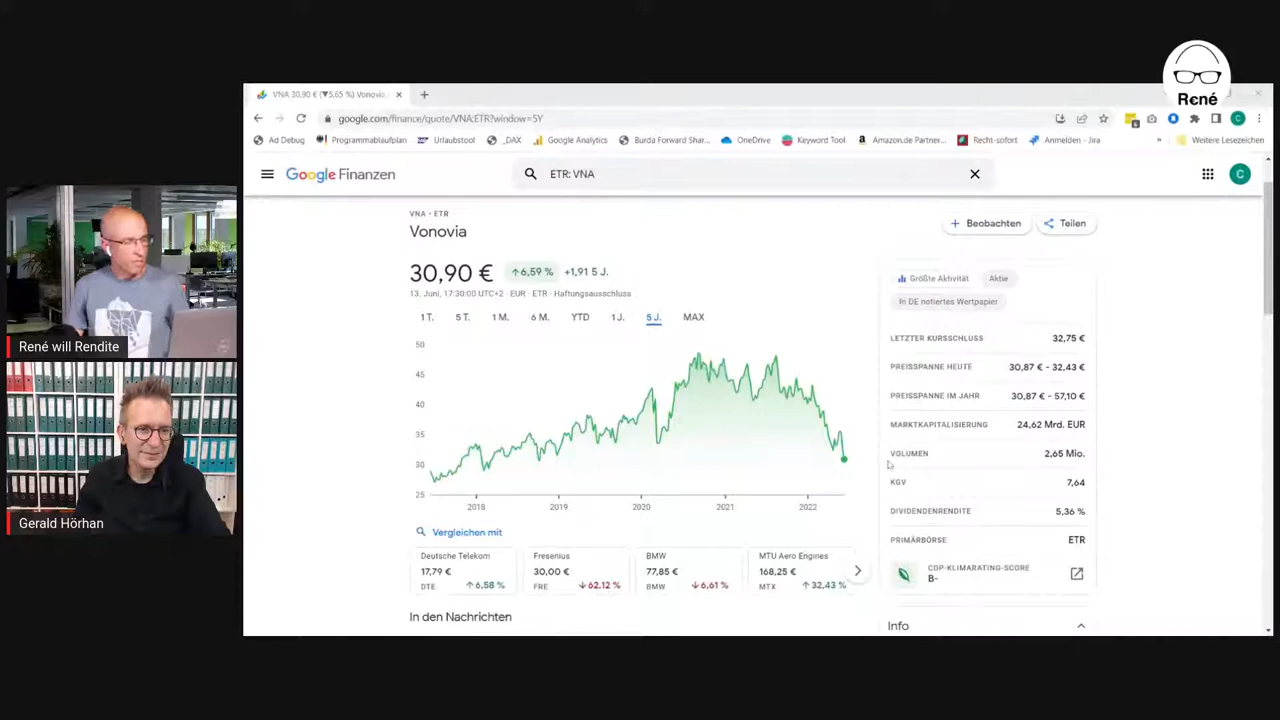 René
VNA 30,90 € (▼5,65 %) Vonovia
google.com/finance/quote/VNA:ETR?window=5Y
Ad Debug
Programmablaufplan
Urlaubstool
_DAX
Google Analytics
Burda Forward Shar...
OneDrive
Keyword Tool
Amazon.de Partner...
Recht-sofort
Anmelden - Jira
»
Weitere Lesezeichen
Google Finanzen
ETR: VNA
C
VNA • ETR
Vonovia
+ Beobachten
Teilen
30,90 €
↑6,59 %
+1,91 5 J.
13. Juni, 17:30:00 UTC+2 · EUR · ETR · Haftungsausschluss
1 T.
5 T.
1 M.
6 M.
YTD
1 J.
5 J.
MAX
50
45
40
35
30
25
2018
2019
2020
2021
2022
Vergleichen mit
Deutsche Telekom
17,79 €
DTE ↑6,58 %
Fresenius
30,00 €
FRE ↓62,12 %
BMW
77,85 €
BMW ↓6,61 %
MTU Aero Engines
168,25 €
MTX ↑32,43 %
In den Nachrichten
Größte Aktivität
Aktie
In DE notiertes Wertpapier
LETZTER KURSSCHLUSS 32,75 €
PREISSPANNE HEUTE 30,87 € - 32,43 €
PREISSPANNE IM JAHR 30,87 € - 57,10 €
MARKTKAPITALISIERUNG 24,62 Mrd. EUR
VOLUMEN 2,65 Mio.
KGV 7,64
DIVIDENDENRENDITE 5,36 %
PRIMÄRBÖRSE ETR
CDP-KLIMARATING-SCORE
B-
Info
René will Rendite
Gerald Hörhan